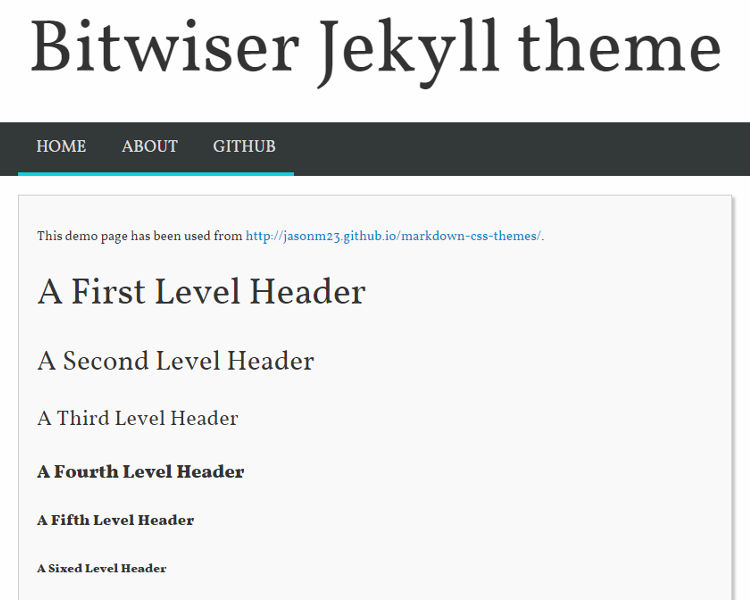 Bitwiser Jekyll theme
HOME ABOUT GITHUB
This demo page has been used from http://jasonm23.github.io/markdown-css-themes/.
A First Level Header
A Second Level Header
A Third Level Header
A Fourth Level Header
A Fifth Level Header
A Sixed Level Header